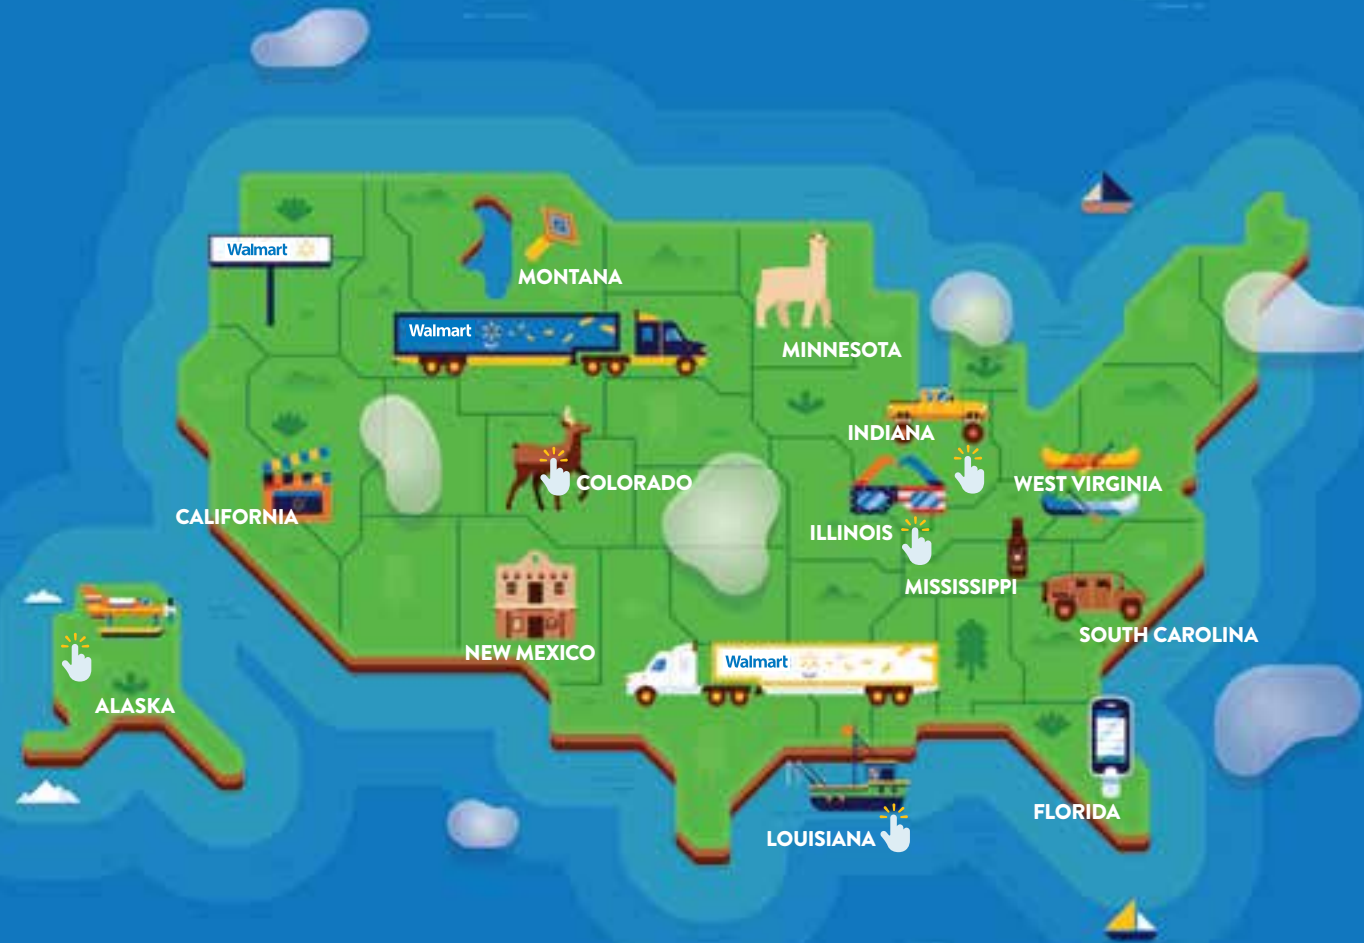 Walmart
MONTANA
Walmart
MINNESOTA
INDIANA
COLORADO
WEST VIRGINIA
CALIFORNIA
ILLINOIS
MISSISSIPPI
SOUTH CAROLINA
NEW MEXICO
Walmart
ALASKA
FLORIDA
LOUISIANA